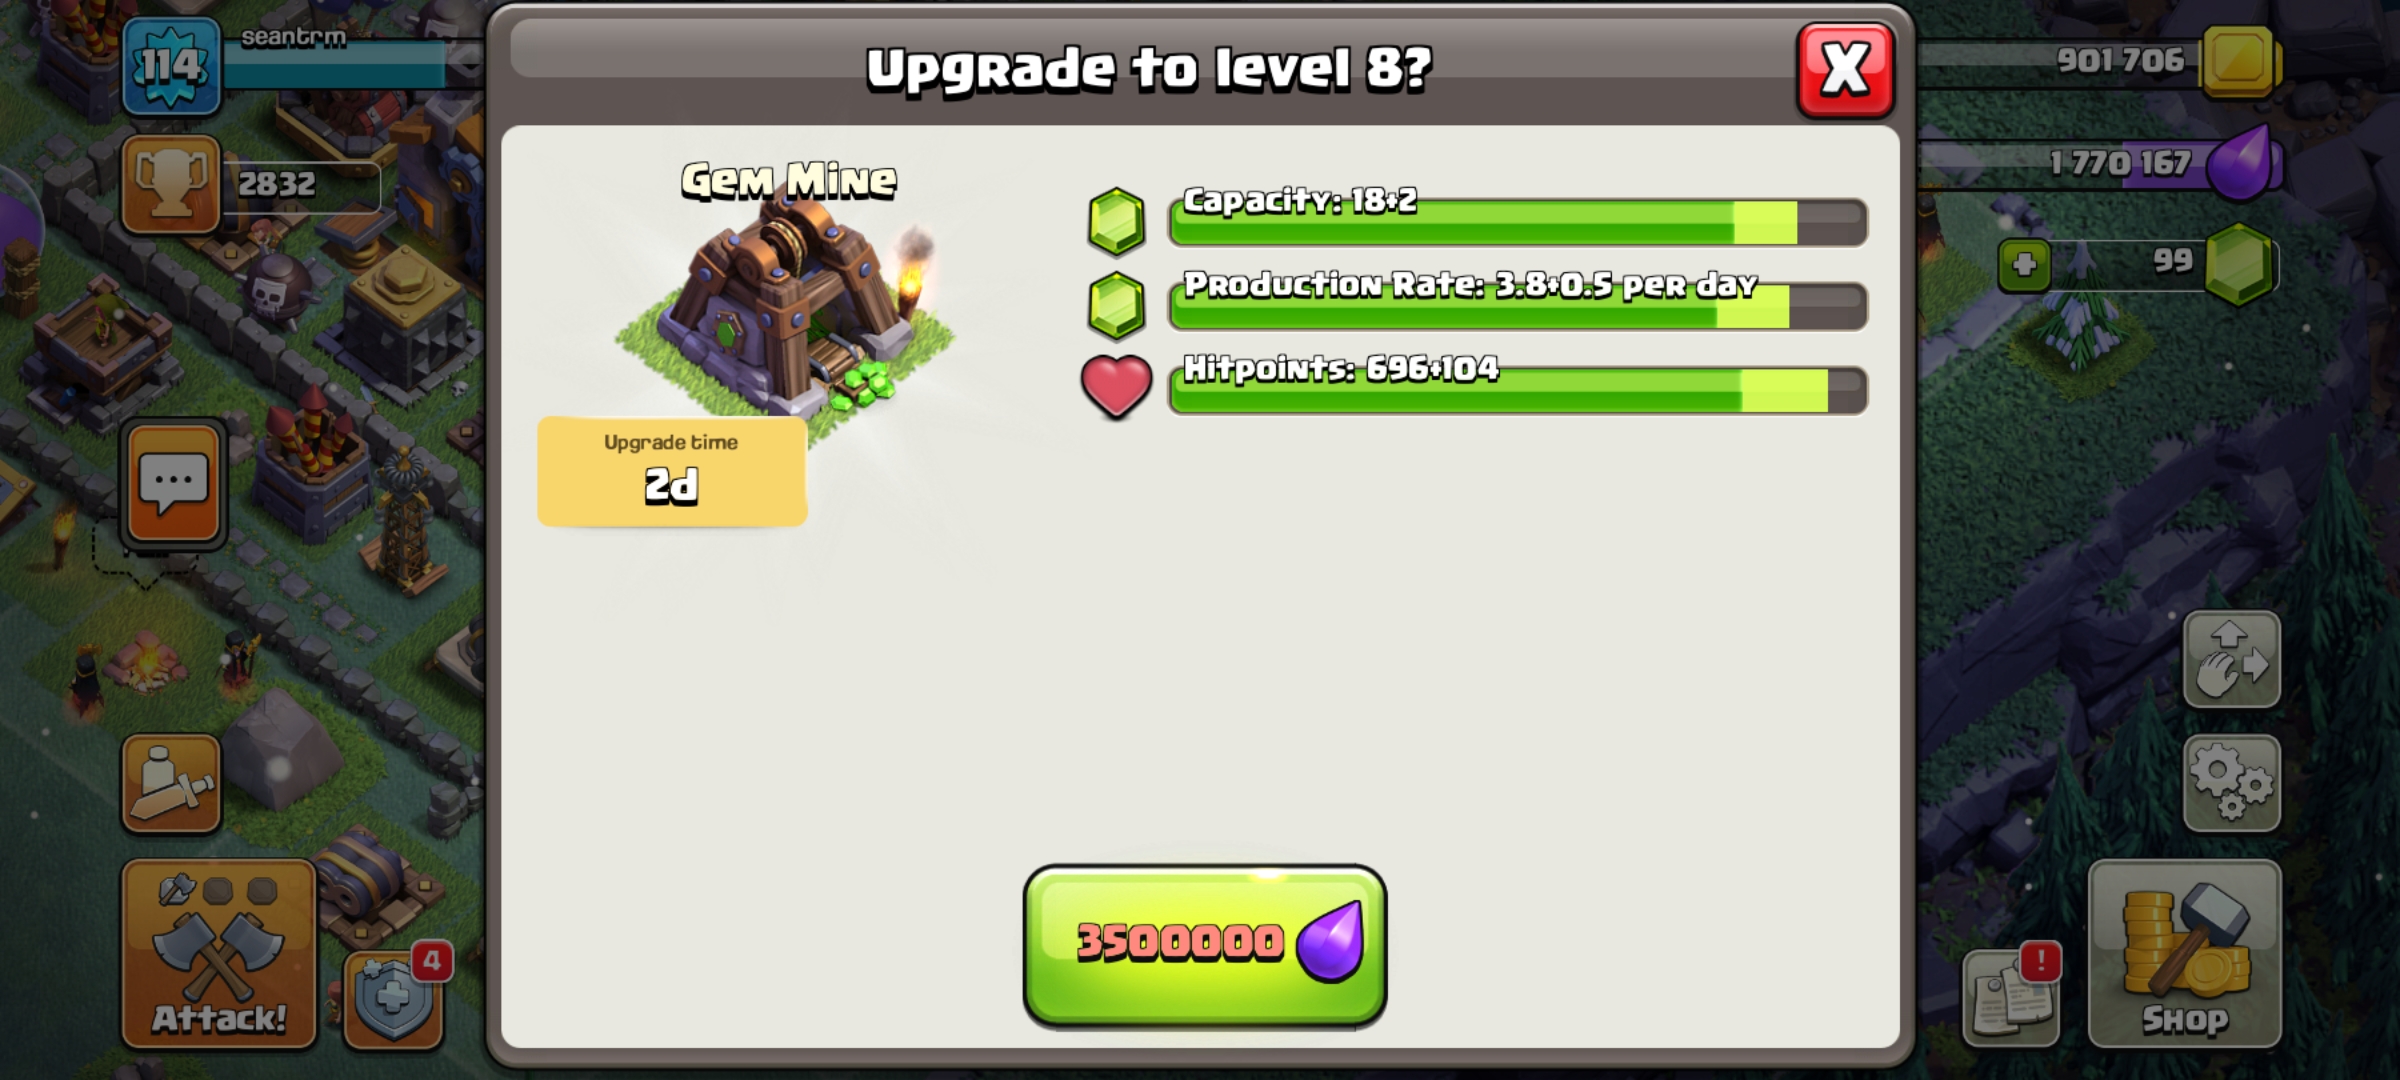 114
seantrm
2832
Upgrade to level 8?
X
901 706
1 770 167
99
Gem Mine
Capacity: 18+2
Production Rate: 3.8+0.5 per day
Hitpoints: 696+104
Upgrade time
2d
3500000
Attack!
4
!
Shop